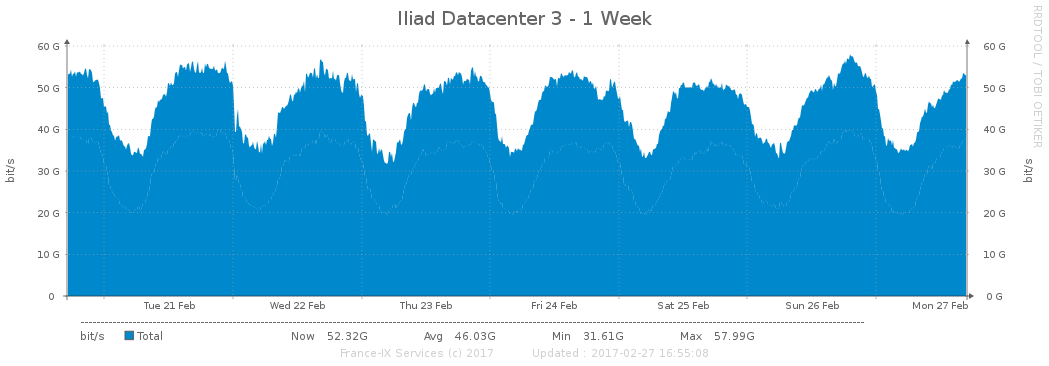 Iliad Datacenter 3 - 1 Week
RRDTOOL / TOBI OETIKER
60 G 60 G
50 G 50 G
40 G 40 G
30 G 30 G
20 G 20 G
10 G 10 G
0 0 G
bit/s bit/s
Tue 21 Feb Wed 22 Feb Thu 23 Feb Fri 24 Feb Sat 25 Feb Sun 26 Feb Mon 27 Feb
bit/s Total Now 52.32G Avg 46.03G Min 31.61G Max 57.99G
France-IX Services (c) 2017 Updated : 2017-02-27 16:55:08